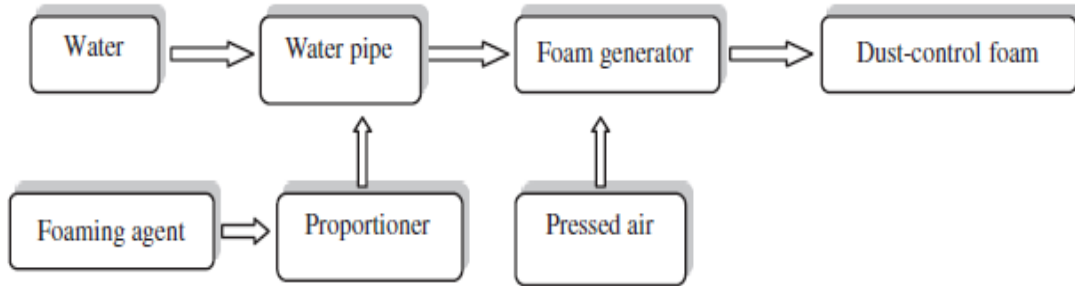 Water
Water pipe
Foam generator
Dust-control foam
Foaming agent
Proportioner
Pressed air